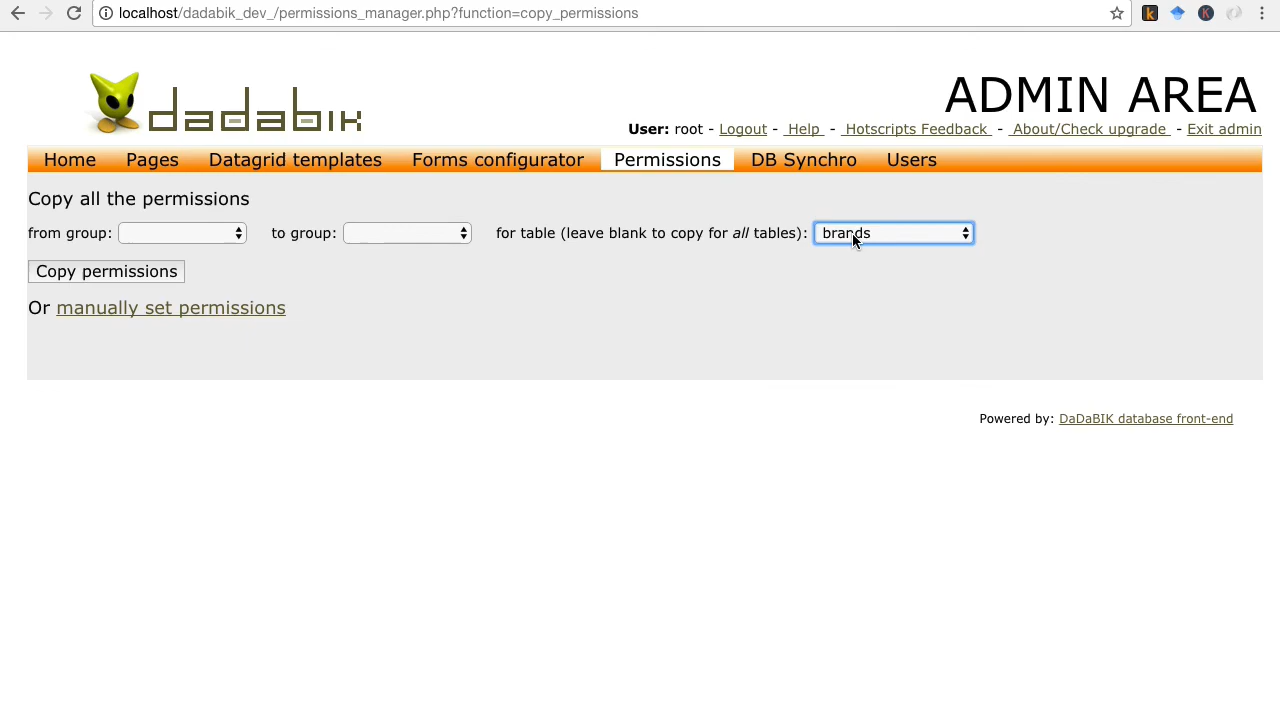 localhost/dadabik_dev_/permissions_manager.php?function=copy_permissions
dadabik
ADMIN AREA
User: root - Logout - Help - Hotscripts Feedback - About/Check upgrade - Exit admin
Home Pages Datagrid templates Forms configurator Permissions DB Synchro Users
Copy all the permissions
from group: to group: for table (leave blank to copy for all tables): brands
Copy permissions
Or manually set permissions
Powered by: DaDaBIK database front-end